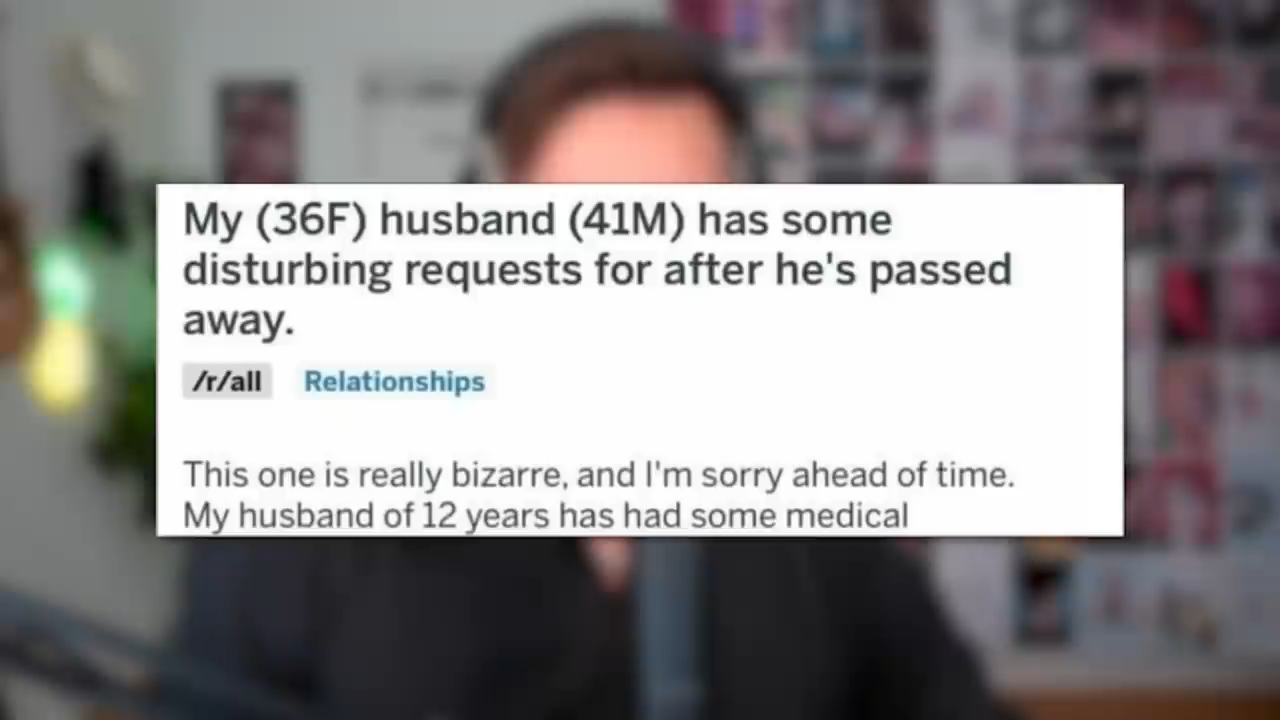 My (36F) husband (41M) has some
disturbing requests for after he's passed
away.
/r/all Relationships
This one is really bizarre, and I'm sorry ahead of time.
My husband of 12 years has had some medical